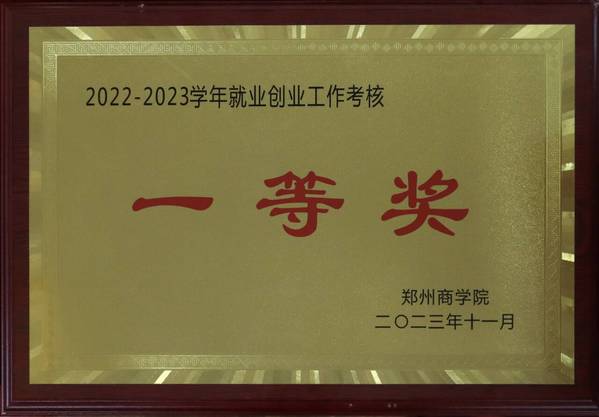 2022-2023学年就业创业工作考核
一等奖
郑州商学院
二〇二三年十一月